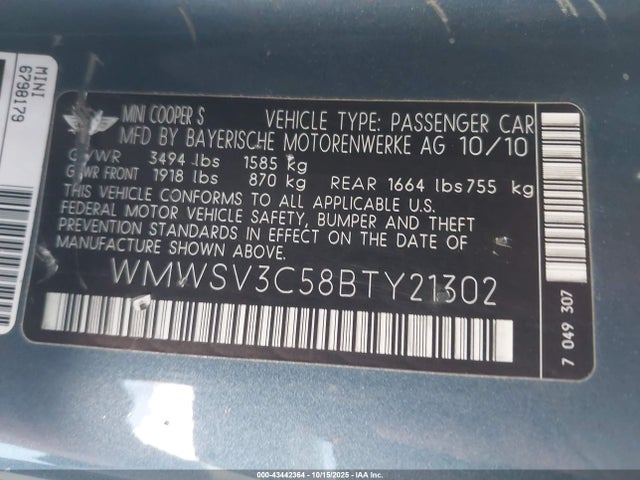 MINI COOPER S VEHICLE TYPE: PASSENGER CAR
MFD BY BAYERISCHE MOTORENWERKE AG 10/10
GVWR 3494 lbs 1585 kg
GAWR FRONT 1918 lbs 870 kg REAR 1664 lbs 755 kg
THIS VEHICLE CONFORMS TO ALL APPLICABLE U.S.
FEDERAL MOTOR VEHICLE SAFETY, BUMPER AND THEFT
PREVENTION STANDARDS IN EFFECT ON THE DATE OF
MANUFACTURE SHOWN ABOVE.
WMWSV3C58BTY21302
7 049 307
MINI
6798179
000-43442364 - 10/15/2025 - IAA Inc.